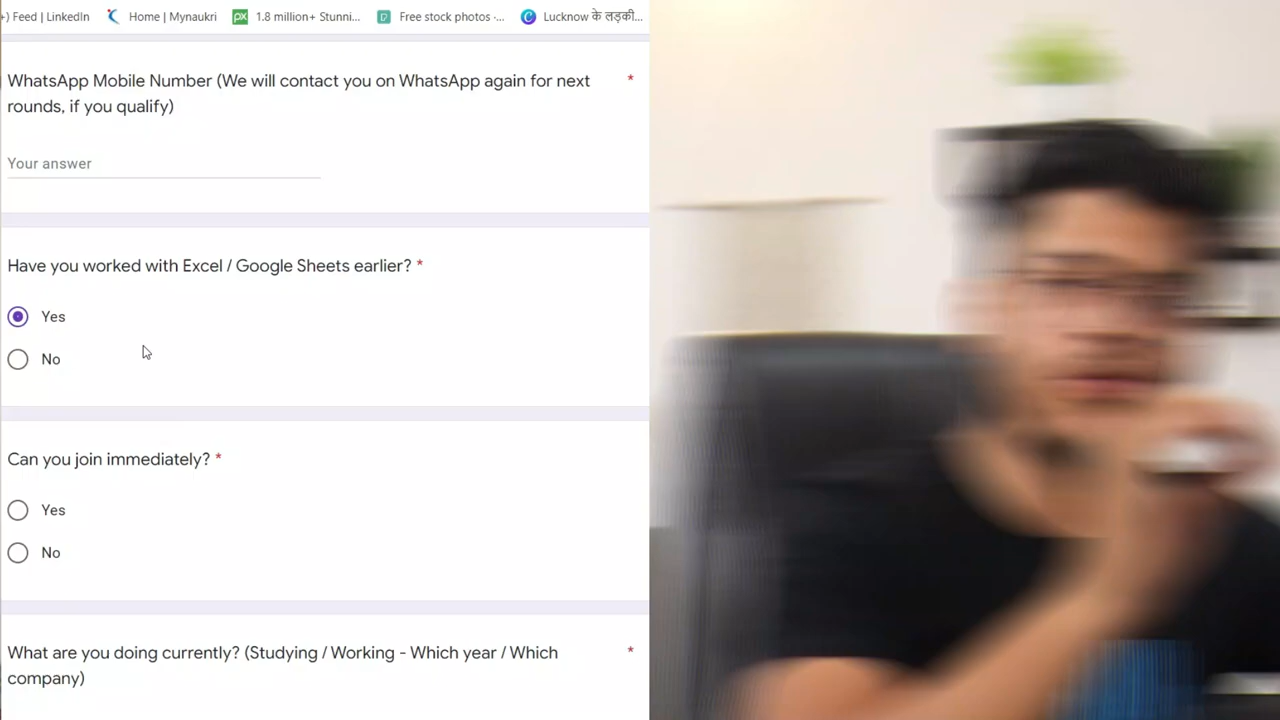 +) Feed | LinkedIn Home | Mynaukri 1.8 million+ Stunni... Free stock photos ·... Lucknow के लड़की...
WhatsApp Mobile Number (We will contact you on WhatsApp again for next *
rounds, if you qualify)
Your answer
Have you worked with Excel / Google Sheets earlier? *
Yes
No
Can you join immediately? *
Yes
No
What are you doing currently? (Studying / Working - Which year / Which *
company)